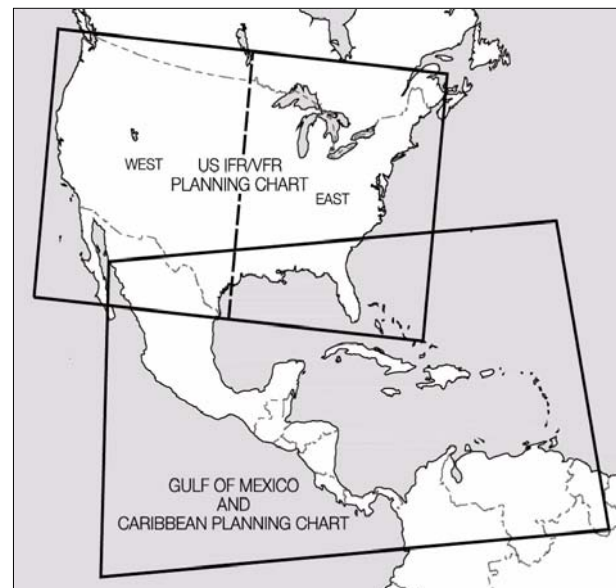 US IFR/VFR
PLANNING CHART
WEST
EAST
GULF OF MEXICO
AND
CARIBBEAN PLANNING CHART